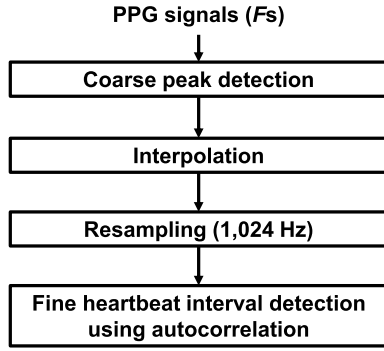 PPG signals (Fs)
Coarse peak detection
Interpolation
Resampling (1,024 Hz)
Fine heartbeat interval detection
using autocorrelation